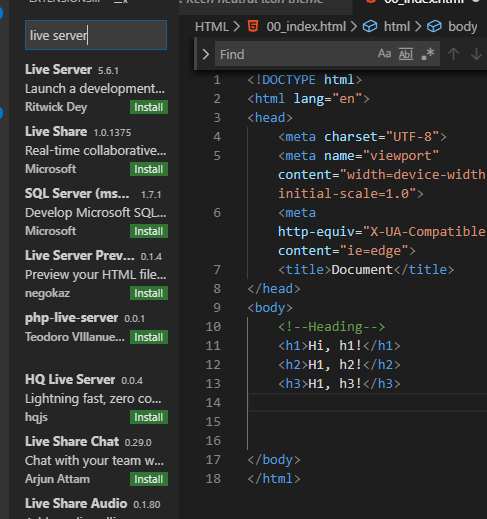 EXTENSIONS...
live server
Live Server 5.6.1
Launch a development...
Ritwick Dey Install
Live Share 1.0.1375
Real-time collaborative...
Microsoft Install
SQL Server (ms... 1.7.1
Develop Microsoft SQL...
Microsoft Install
Live Server Prev... 0.1.4
Preview your HTML file...
negokaz Install
php-live-server 0.0.1
Teodoro VIllanue... Install
HQ Live Server 0.0.4
Lightning fast, zero co...
hqjs Install
Live Share Chat 0.29.0
Chat with your team w...
Arjun Attam Install
Live Share Audio 0.1.80
HTML > 00_index.html > html > body
Find Aa Abl .*
1 <!DOCTYPE html>
2 <html lang="en">
3 <head>
4 <meta charset="UTF-8">
5 <meta name="viewport"
content="width=device-width
initial-scale=1.0">
6 <meta
http-equiv="X-UA-Compatible
content="ie=edge">
7 <title>Document</title>
8 </head>
9 <body>
10 <!--Heading-->
11 <h1>Hi, h1!</h1>
12 <h2>H1, h2!</h2>
13 <h3>H1, h3!</h3>
14
15
16
17 </body>
18 </html>